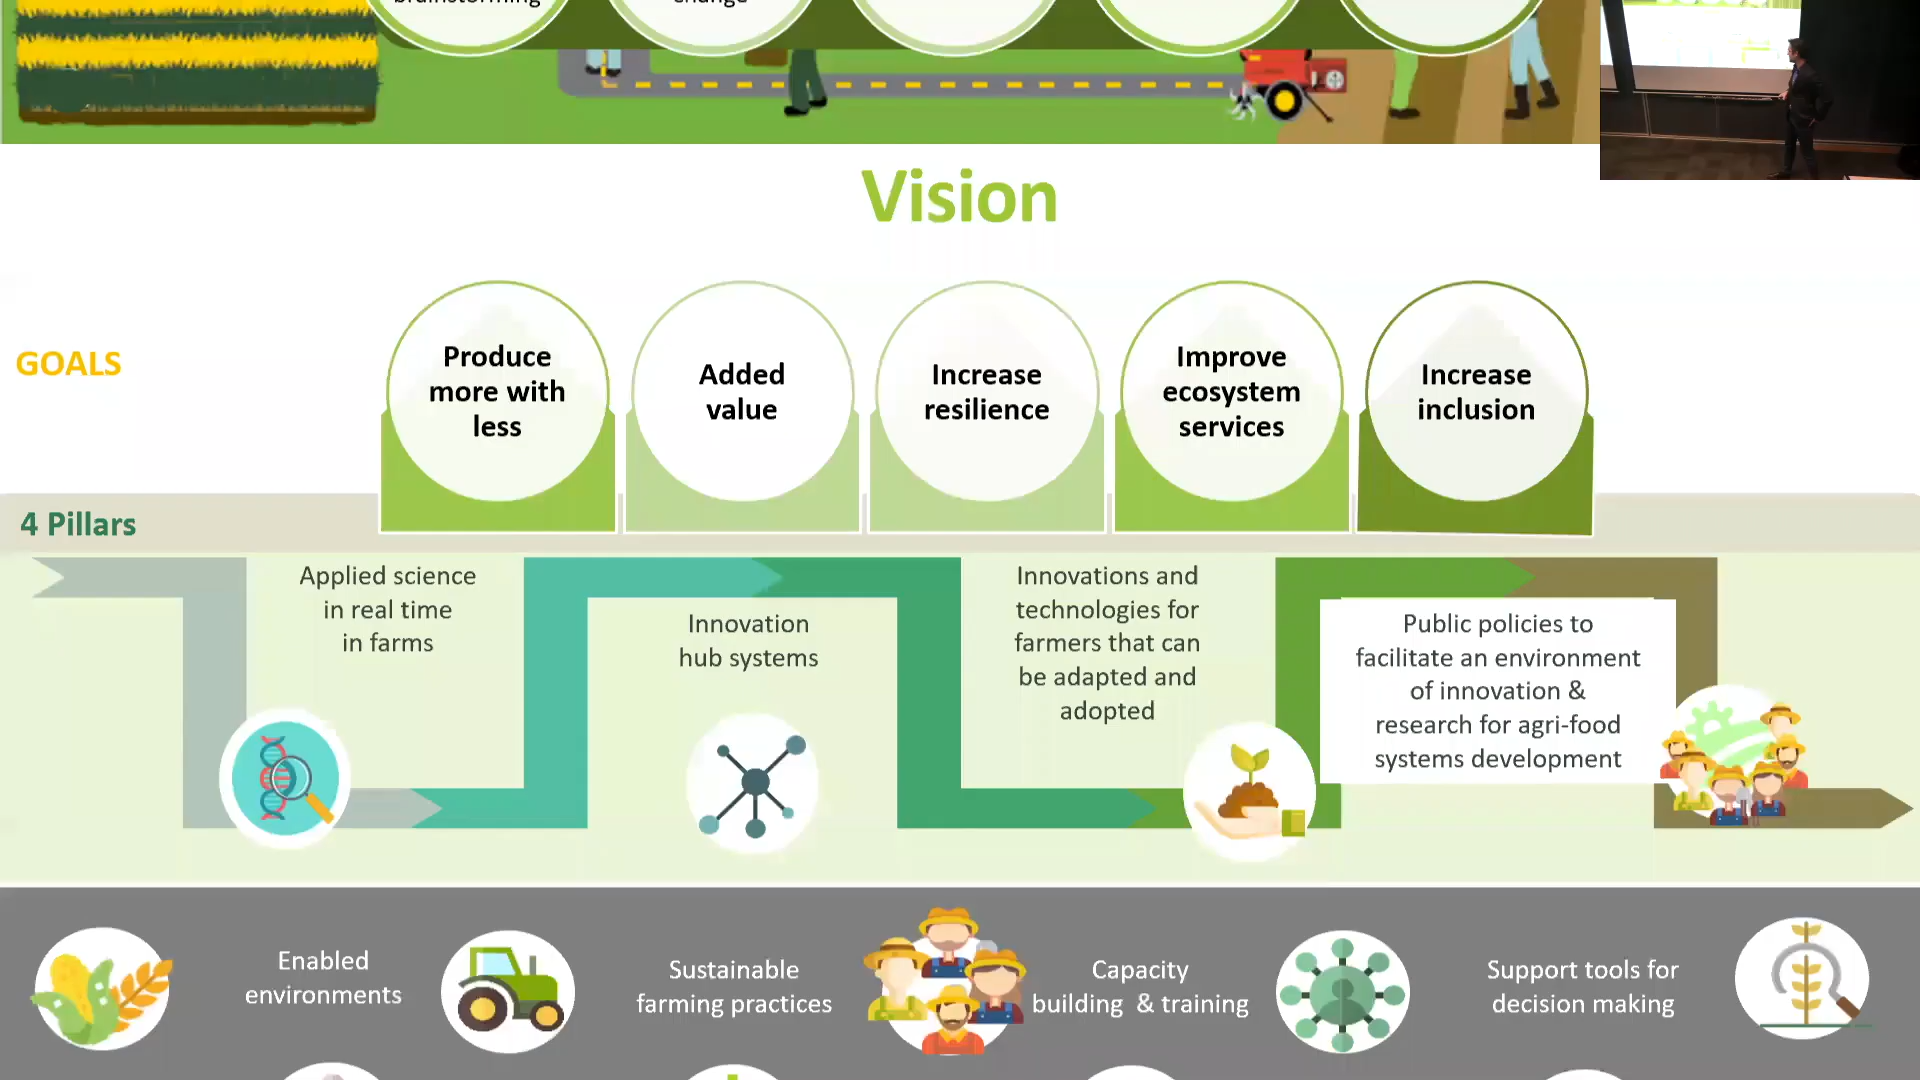 brainstorming
change
Vision
GOALS
Produce
more with
less
Added
value
Increase
resilience
Improve
ecosystem
services
Increase
inclusion
4 Pillars
Applied science
in real time
in farms
Innovation
hub systems
Innovations and
technologies for
farmers that can
be adapted and
adopted
Public policies to
facilitate an environment
of innovation &
research for agri-food
systems development
Enabled
environments
Sustainable
farming practices
Capacity
building & training
Support tools for
decision making